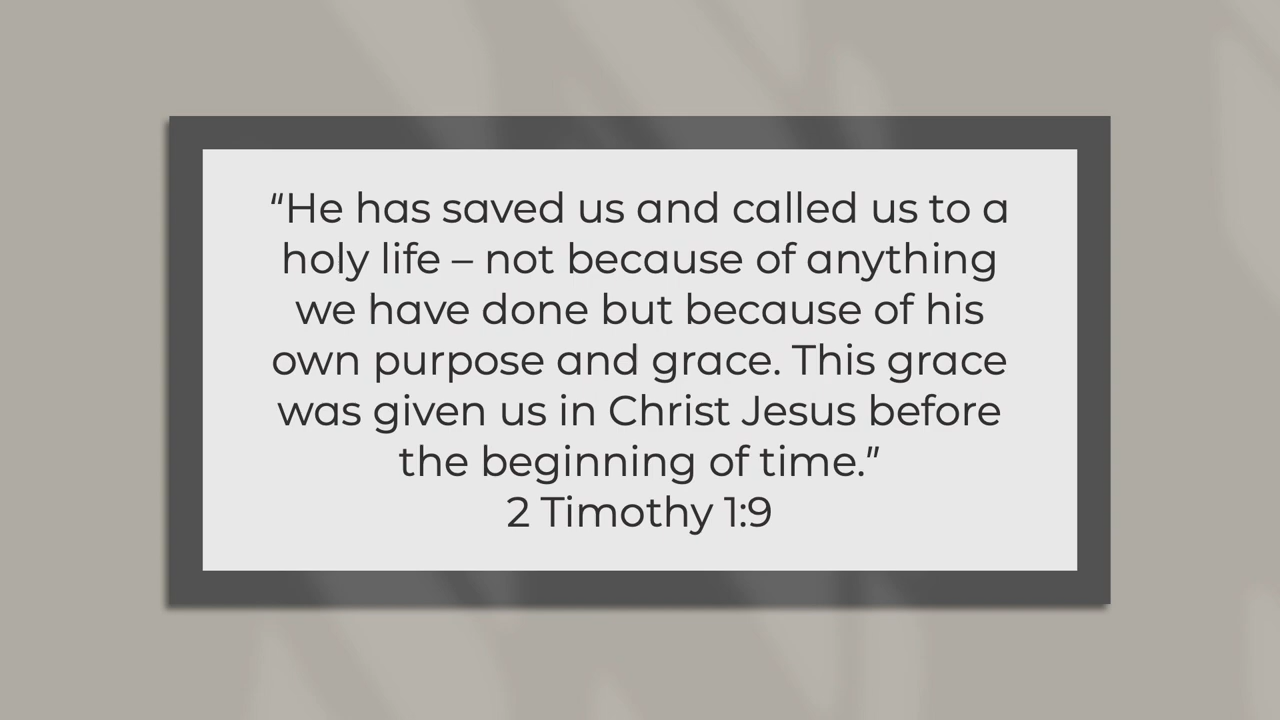 “He has saved us and called us to a
holy life – not because of anything
we have done but because of his
own purpose and grace. This grace
was given us in Christ Jesus before
the beginning of time.”
2 Timothy 1:9